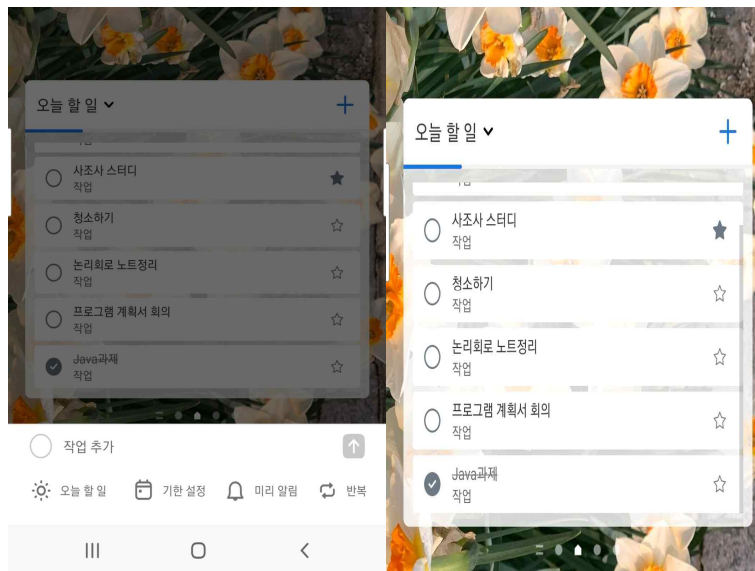 오늘 할 일
사조사 스터디
작업
청소하기
작업
논리회로 노트정리
작업
프로그램 계획서 회의
작업
Java과제
작업
작업 추가
오늘 할 일 기한 설정 미리 알림 반복
오늘 할 일
사조사 스터디
작업
청소하기
작업
논리회로 노트정리
작업
프로그램 계획서 회의
작업
Java과제
작업